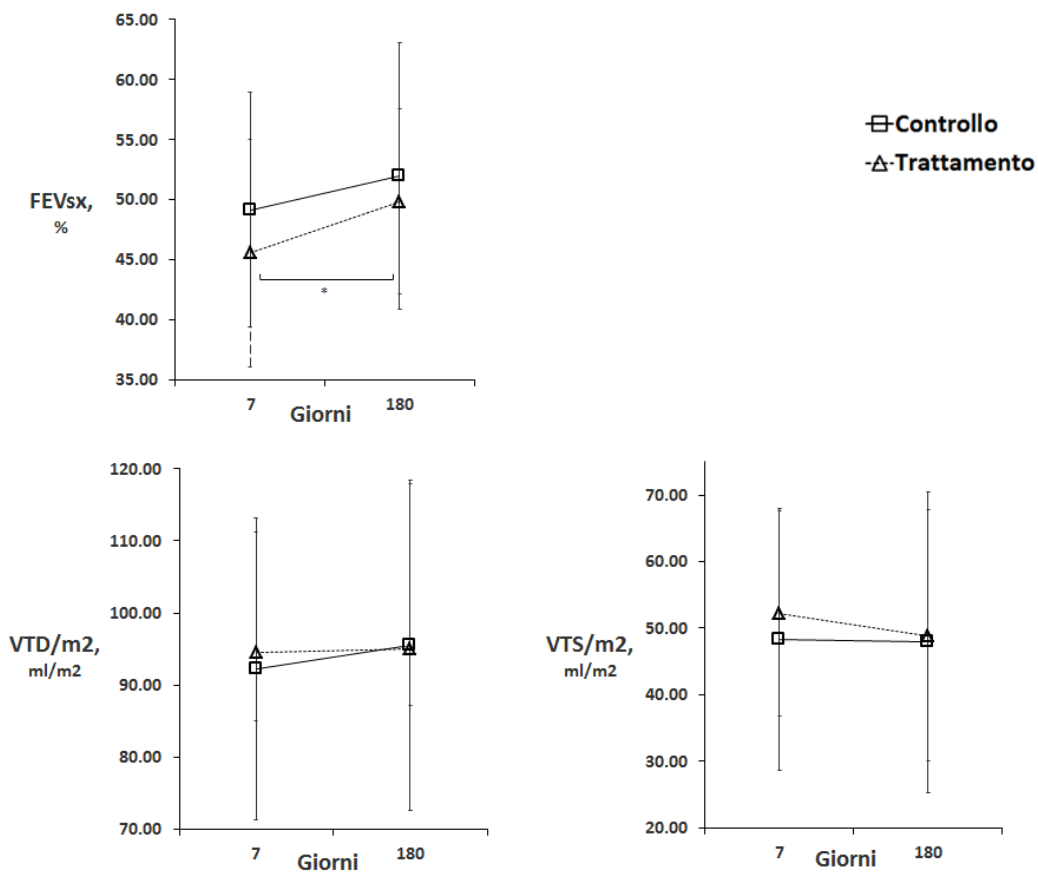 65.00
60.00
55.00
50.00
45.00
40.00
35.00
FEVsx,
%
*
7
180
Giorni
Controllo
Trattamento
120.00
110.00
100.00
90.00
80.00
70.00
VTD/m2,
ml/m2
7
180
Giorni
70.00
60.00
50.00
40.00
30.00
20.00
VTS/m2,
ml/m2
7
180
Giorni